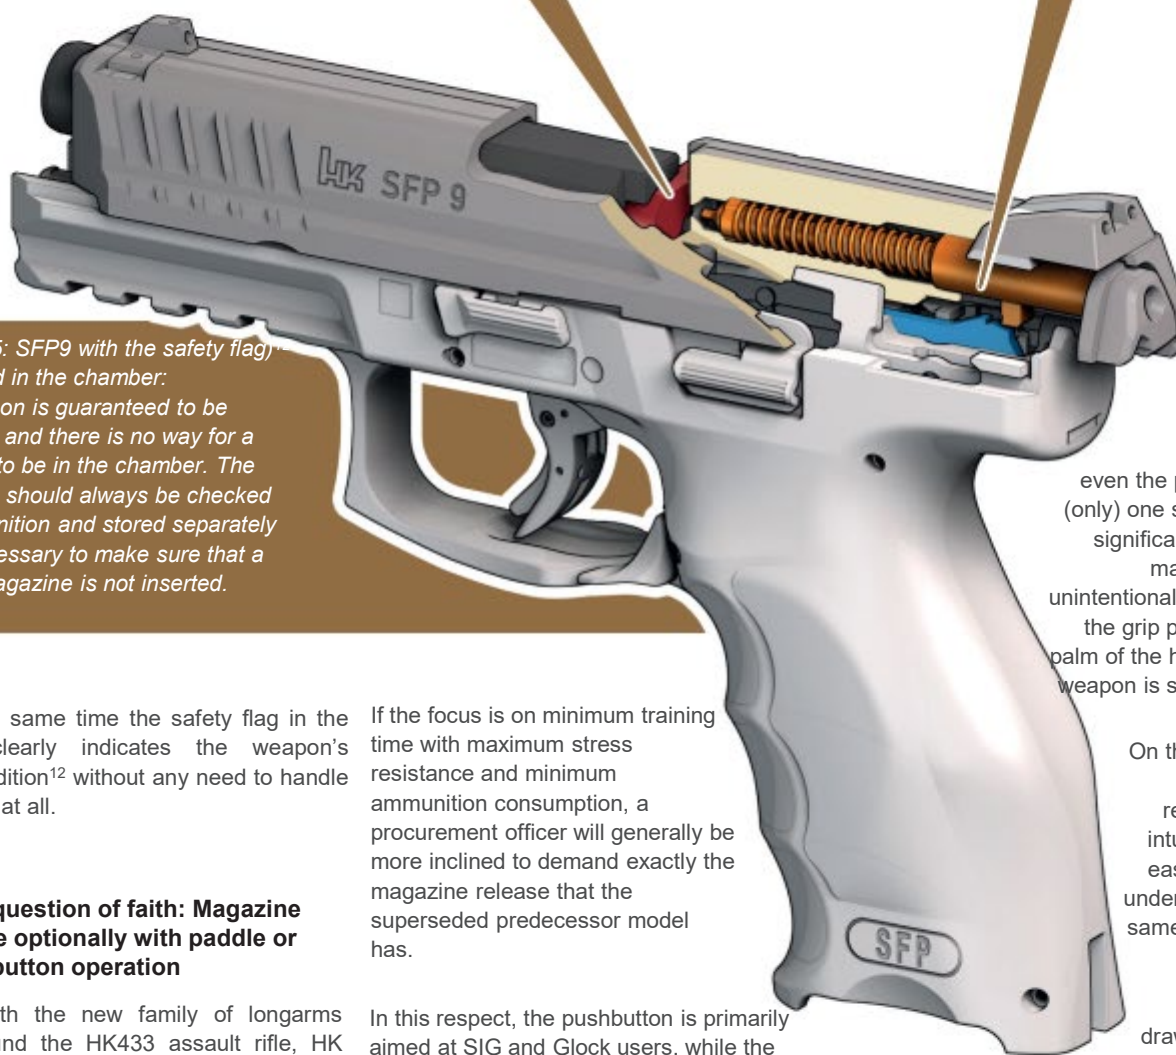 HK SFP 9
5: SFP9 with the safety flag)
d in the chamber:
on is guaranteed to be
and there is no way for a
to be in the chamber. The
should always be checked
nition and stored separately
essary to make sure that a
agazine is not inserted.
same time the safety flag in the
clearly indicates the weapon's
dition¹² without any need to handle
at all.
question of faith: Magazine
e optionally with paddle or
button operation
th the new family of longarms
nd the HK433 assault rifle, HK
If the focus is on minimum training
time with maximum stress
resistance and minimum
ammunition consumption, a
procurement officer will generally be
more inclined to demand exactly the
magazine release that the
superseded predecessor model
has.
In this respect, the pushbutton is primarily
aimed at SIG and Glock users, while the
even the p
(only) one s
significa
ma
unintentional
the grip p
palm of the h
weapon is s
On th
re
intu
eas
under
same
draw
SFP